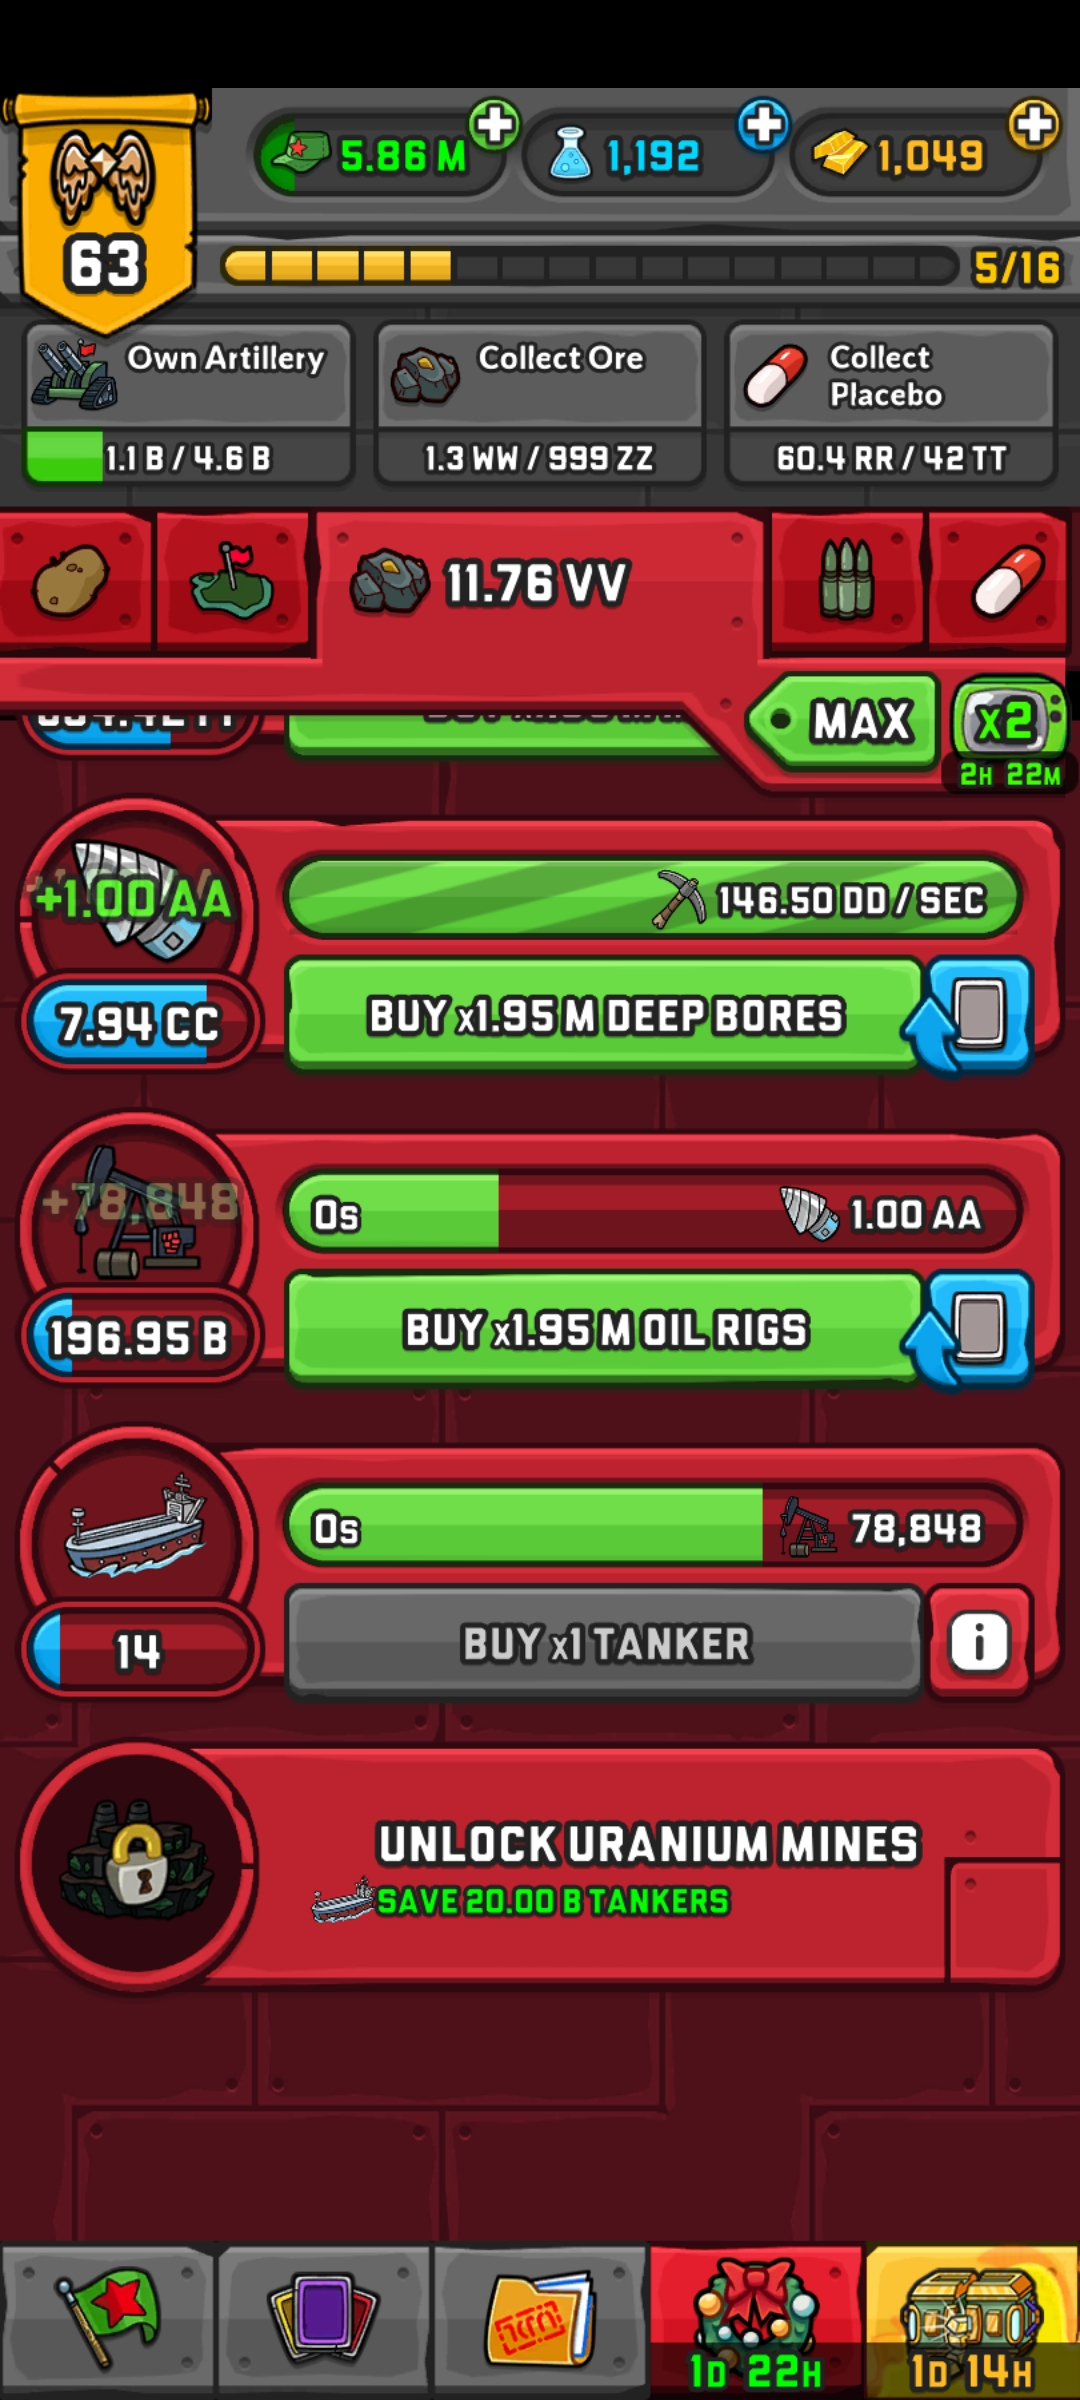 5.86 M
1,192
1,049
63
5/16
Own Artillery
1.1 B / 4.6 B
Collect Ore
1.3 WW / 999 ZZ
Collect
Placebo
60.4 RR / 42 TT
11.76 VV
MAX
x2
2H 22M
+1.00 AA
146.50 DD / SEC
7.94 CC
BUY x1.95 M DEEP BORES
+78,848
0s
1.00 AA
196.95 B
BUY x1.95 M OIL RIGS
0s
78,848
14
BUY x1 TANKER
i
UNLOCK URANIUM MINES
SAVE 20.00 B TANKERS
1D 22H
1D 14H